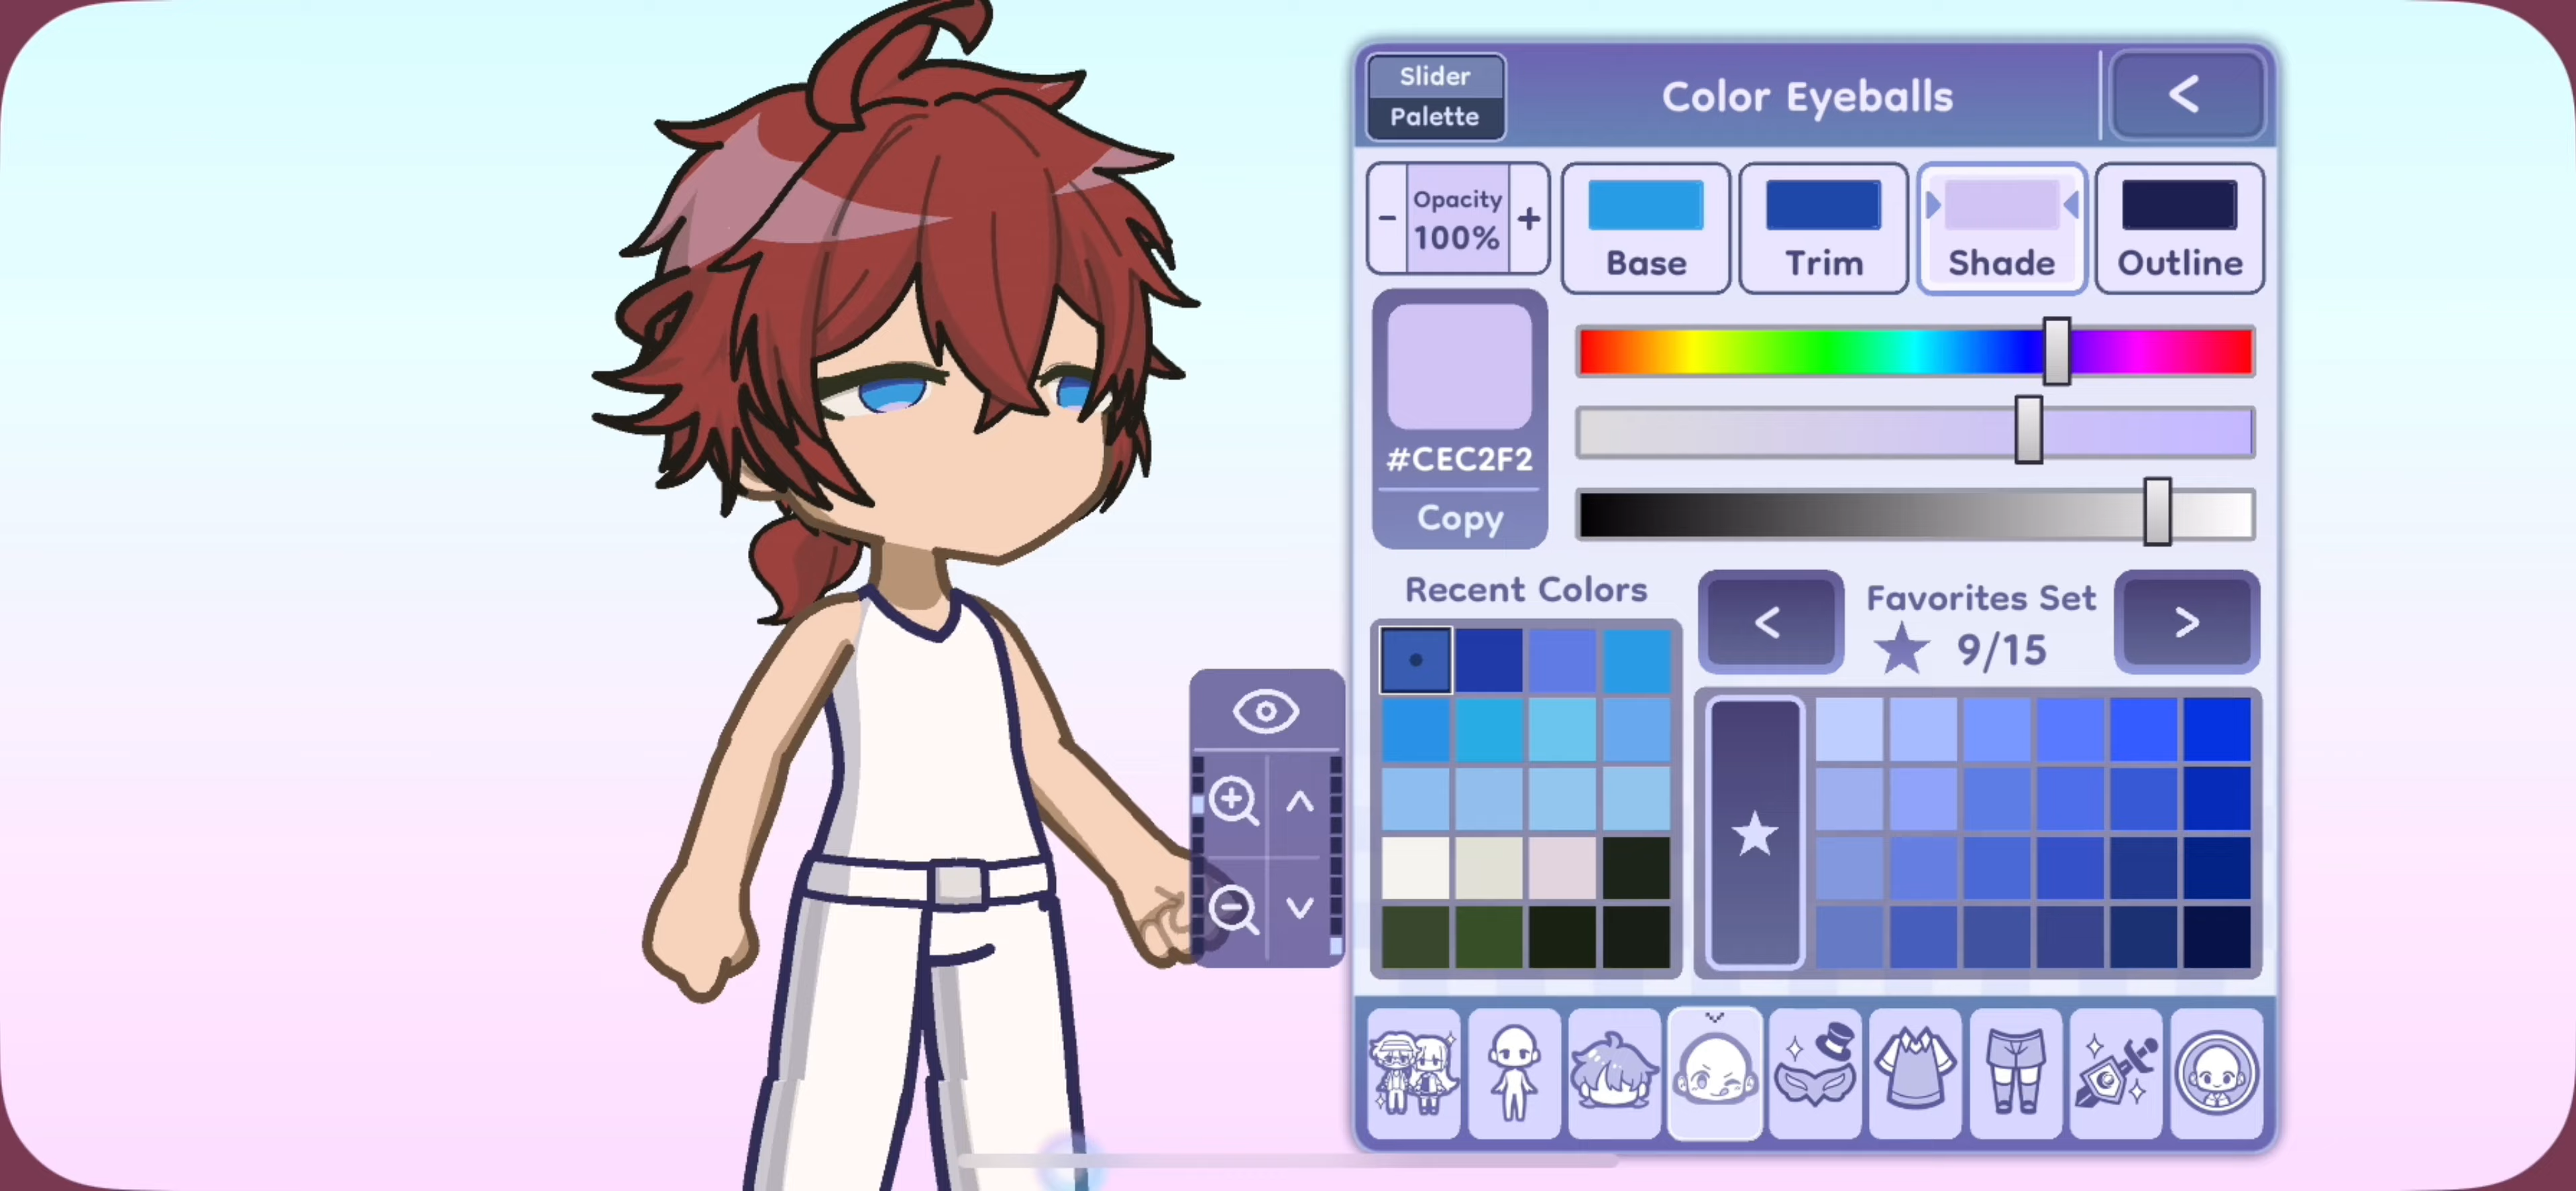 Slider
Palette
Color Eyeballs
<
- Opacity 100% +
Base
Trim
Shade
Outline
#CEC2F2
Copy
Recent Colors
<
Favorites Set
9/15
>